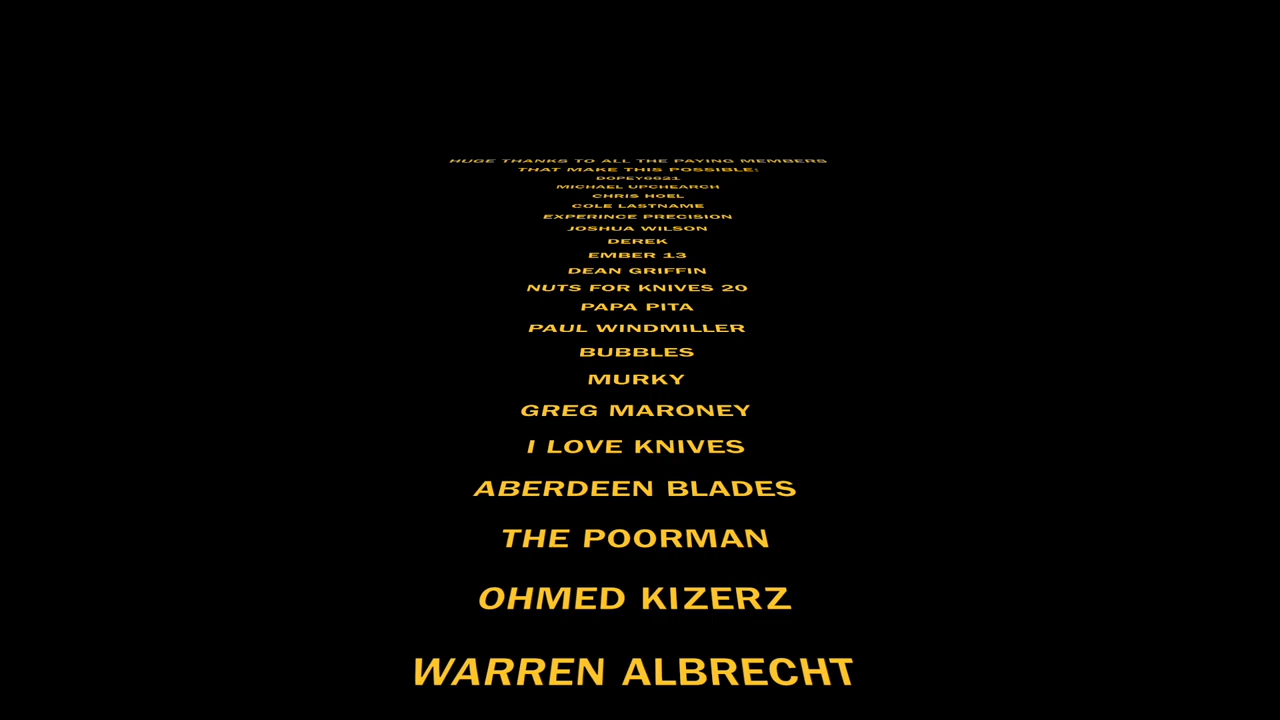 HUGE THANKS TO ALL THE PAYING MEMBERS
THAT MAKE THIS POSSIBLE:
DOPEY6621
MICHAEL UPCHEARCH
CHRIS HOEL
COLE LASTNAME
EXPERINCE PRECISION
JOSHUA WILSON
DEREK
EMBER 13
DEAN GRIFFIN
NUTS FOR KNIVES 20
PAPA PITA
PAUL WINDMILLER
BUBBLES
MURKY
GREG MARONEY
I LOVE KNIVES
ABERDEEN BLADES
THE POORMAN
OHMED KIZERZ
WARREN ALBRECHT